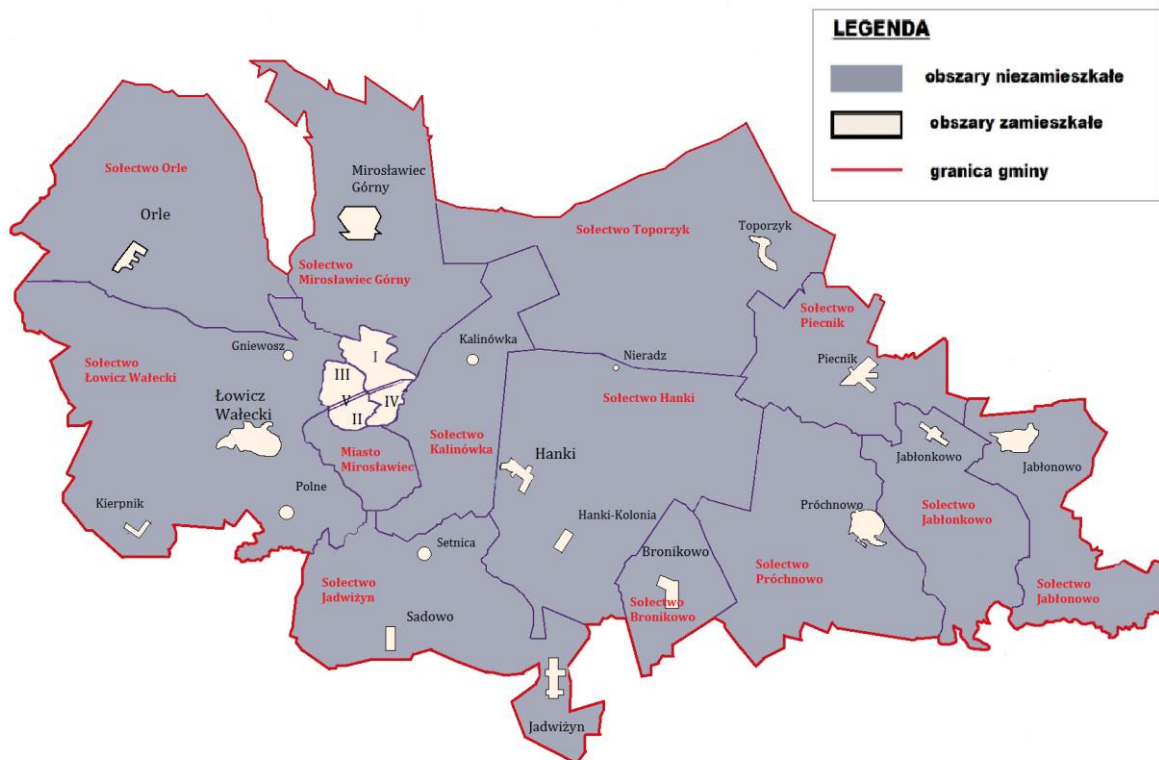 LEGENDA
obszary niezamieszkałe
obszary zamieszkałe
granica gminy
Sołectwo Orle
Orle
Mirosławiec
Górny
Sołectwo
Mirosławiec Górny
Sołectwo Toporzyk
Toporzyk
Sołectwo
Piecnik
Piecnik
Gniewosz
Kalinówka
Nieradz
Sołectwo
Łowicz Wałecki
Łowicz
Wałecki
I
III
V
IV
II
Miasto
Mirosławiec
Sołectwo
Kalinówka
Sołectwo Hanki
Hanki
Hanki-Kolonia
Jabłonkowo
Jabłonowo
Sołectwo
Jabłonkowo
Sołectwo
Jabłonowo
Próchnowo
Sołectwo
Próchnowo
Bronikowo
Sołectwo
Bronikowo
Kierpnik
Polne
Setnica
Sołectwo
Jadwiżyn
Sadowo
Jadwiżyn